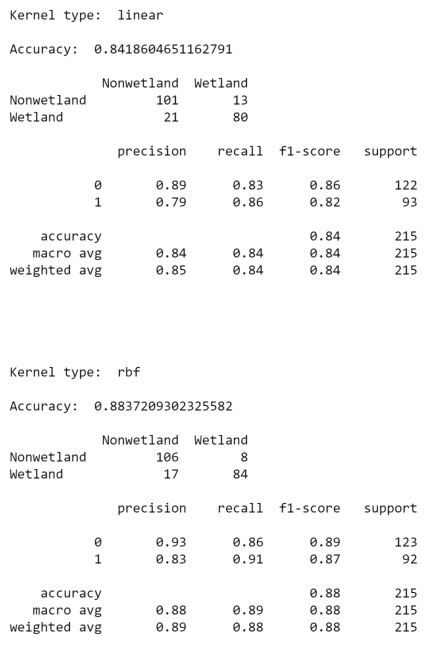 Kernel type:  linear
Accuracy:  0.8418604651162791
Nonwetland  Wetland
Nonwetland         101       13
Wetland             21       80
precision    recall  f1-score   support
0       0.89      0.83      0.86       122
1       0.79      0.86      0.82        93
accuracy                           0.84       215
macro avg       0.84      0.84      0.84       215
weighted avg       0.85      0.84      0.84       215
Kernel type:  rbf
Accuracy:  0.8837209302325582
Nonwetland  Wetland
Nonwetland         106        8
Wetland             17       84
precision    recall  f1-score   support
0       0.93      0.86      0.89       123
1       0.83      0.91      0.87        92
accuracy                           0.88       215
macro avg       0.88      0.89      0.88       215
weighted avg       0.89      0.88      0.88       215